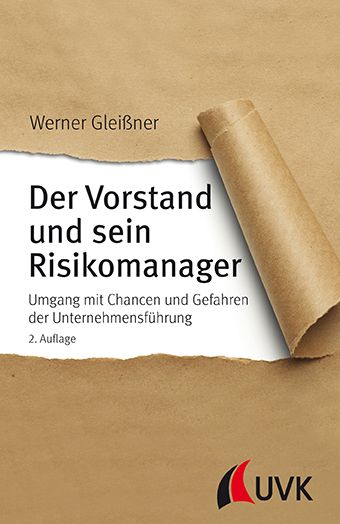 Werner Gleißner
Der Vorstand
und sein
Risikomanager
Umgang mit Chancen und Gefahren
der Unternehmensführung
2. Auflage
UVK